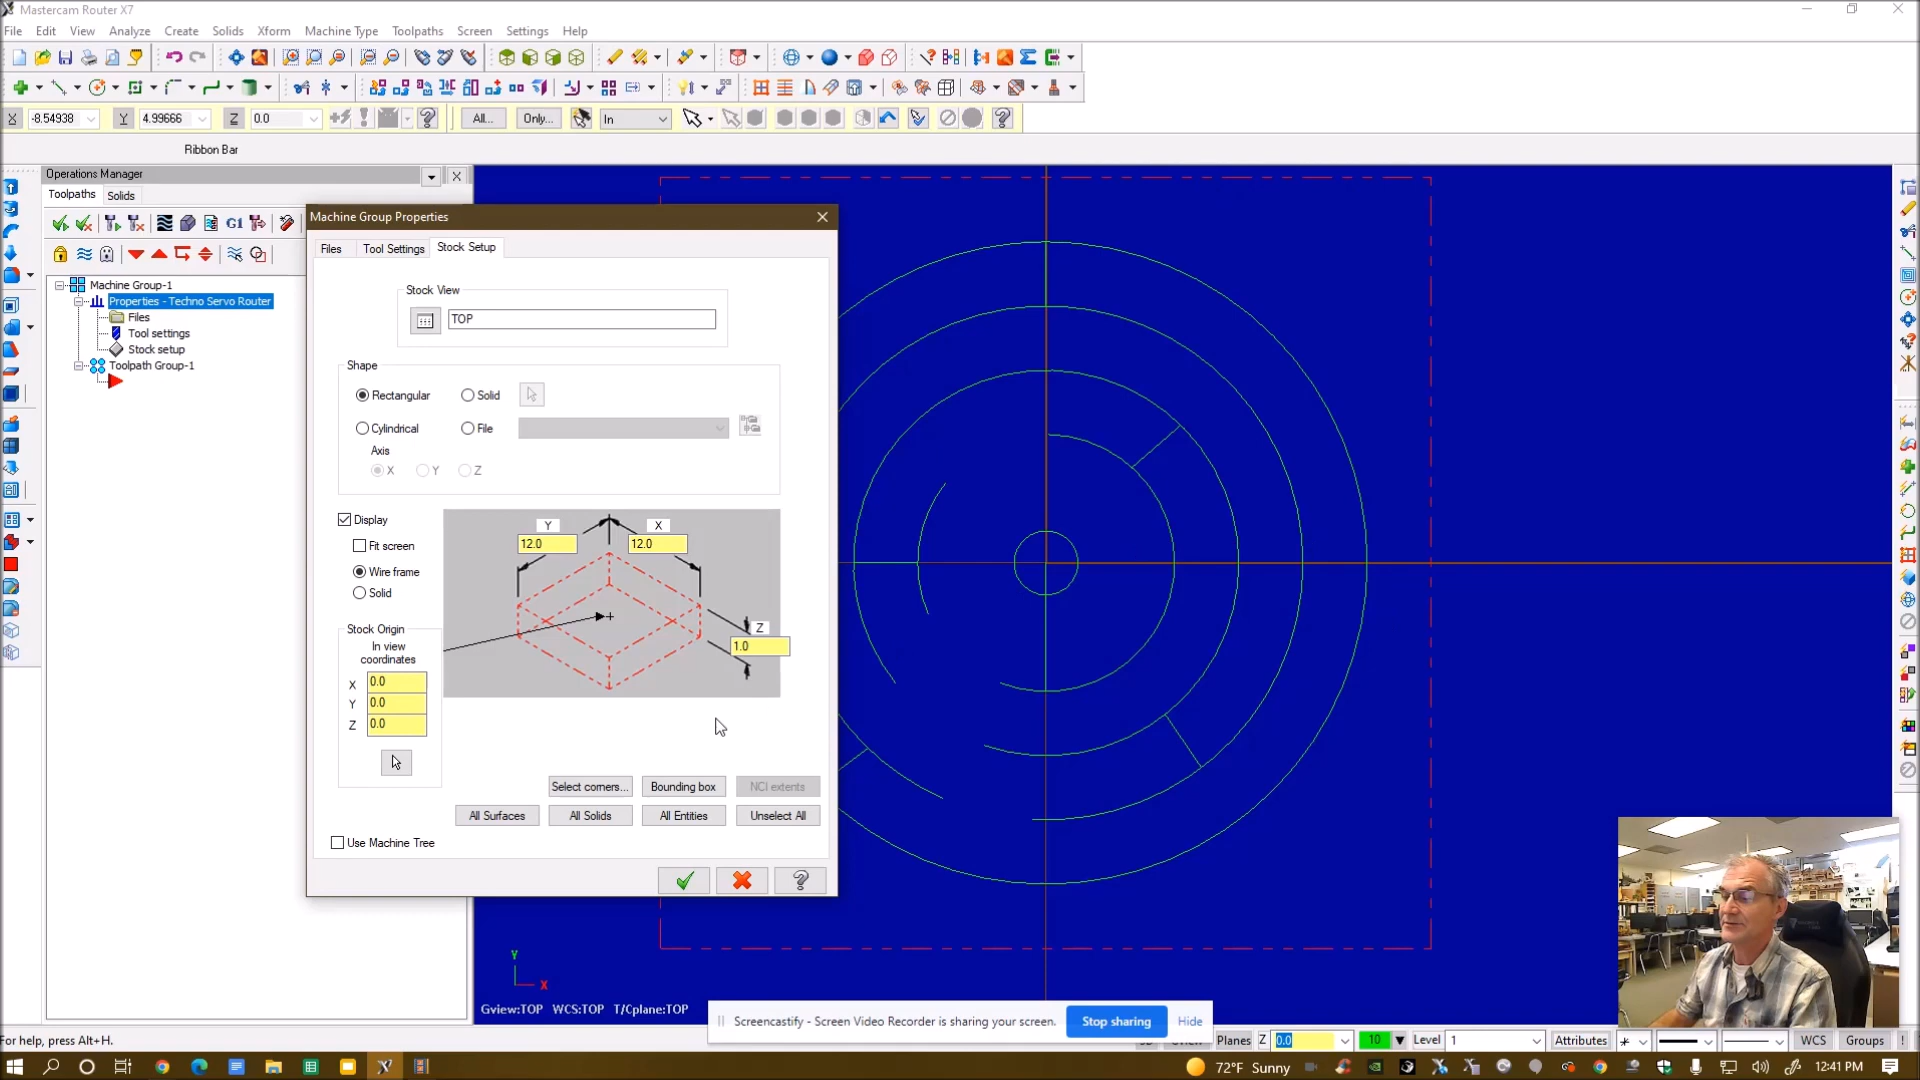 Mastercam Router X7
File Edit View Analyze Create Solids Xform Machine Type Toolpaths Screen Settings Help
X -8.54938 Y 4.99666 Z 0.0 All... Only... In
Ribbon Bar
Operations Manager
Toolpaths Solids
G1
Machine Group-1
Properties - Techno Servo Router
Files
Tool settings
Stock setup
Toolpath Group-1
Machine Group Properties
Files Tool Settings Stock Setup
Stock View
TOP
Shape
Rectangular Solid
Cylindrical File
Axis
X Y Z
Display
Fit screen
Wire frame
Solid
Y X
12.0 12.0
Z
1.0
Stock Origin
In view
coordinates
X 0.0
Y 0.0
Z 0.0
Select corners... Bounding box NCI extents
All Surfaces All Solids All Entities Unselect All
Use Machine Tree
Y
X
Gview:TOP WCS:TOP T/Cplane:TOP
Screencastify - Screen Video Recorder is sharing your screen. Stop sharing Hide
For help, press Alt+H.
Planes Z 0.0 10 Level 1 Attributes WCS Groups
72°F Sunny 12:41 PM